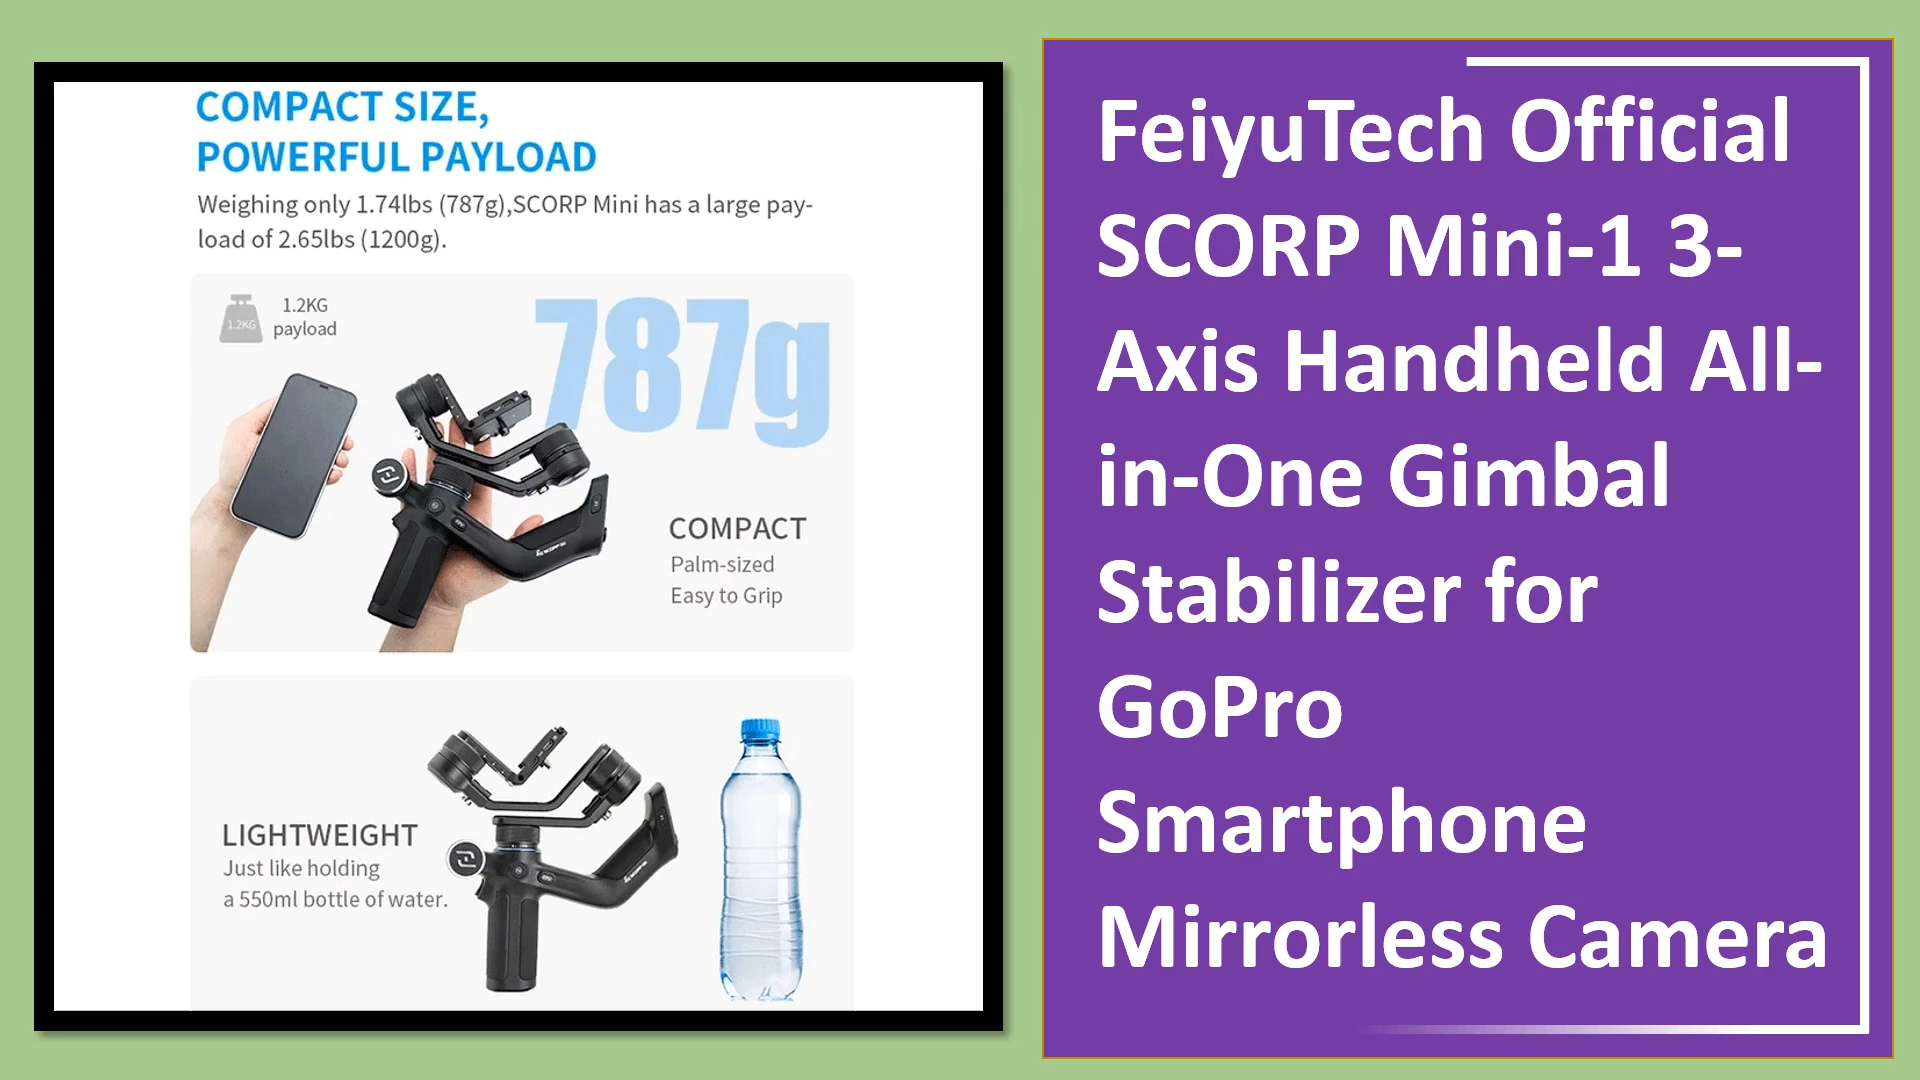 COMPACT SIZE,
POWERFUL PAYLOAD
Weighing only 1.74lbs (787g),SCORP Mini has a large pay-
load of 2.65lbs (1200g).
1.2KG
1.2KG
payload
787g
COMPACT
Palm-sized
Easy to Grip
LIGHTWEIGHT
Just like holding
a 550ml bottle of water.
FeiyuTech Official
SCORP Mini-1 3-
Axis Handheld All-
in-One Gimbal
Stabilizer for
GoPro
Smartphone
Mirrorless Camera